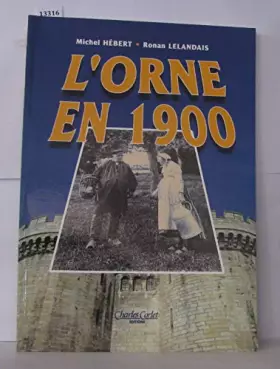 13316
Michel HÉBERT • Ronan LELANDAIS
L'ORNE
EN 1900
Charles Corlet